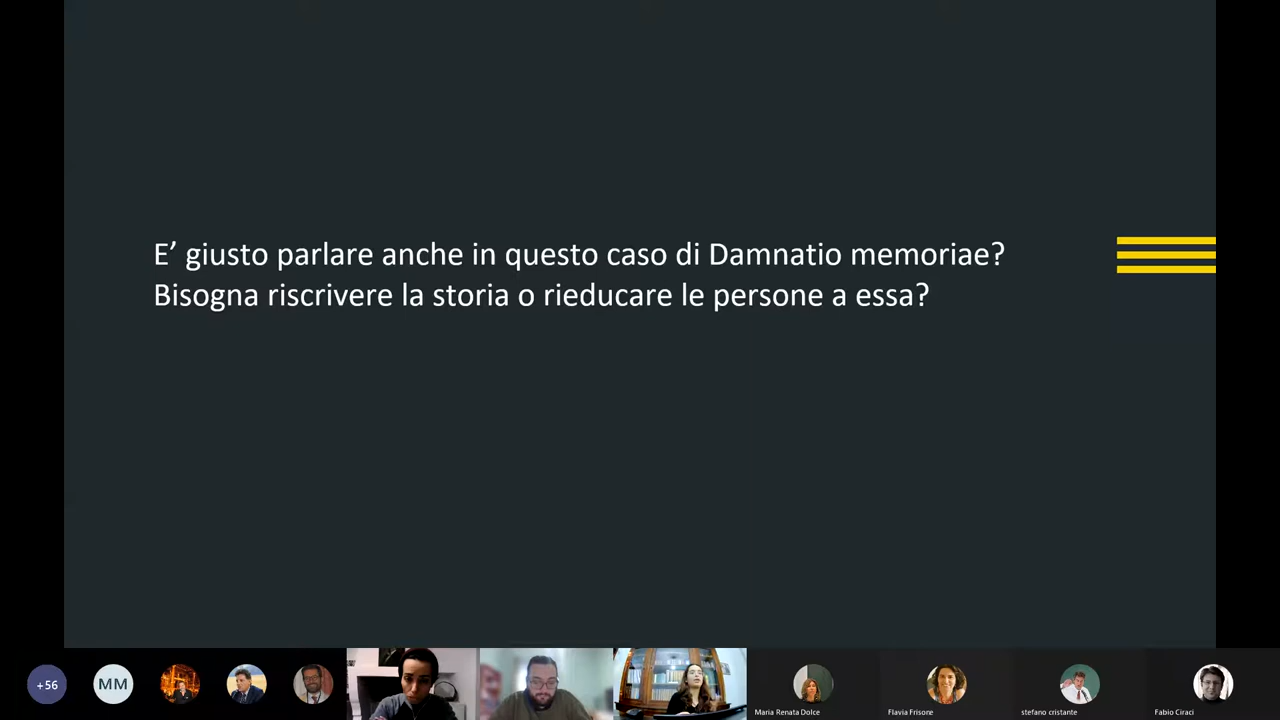 E’ giusto parlare anche in questo caso di Damnatio memoriae?
Bisogna riscrivere la storia o rieducare le persone a essa?
+56
MM
Maria Renata Dolce
Flavia Frisone
stefano cristante
Fabio Ciraci